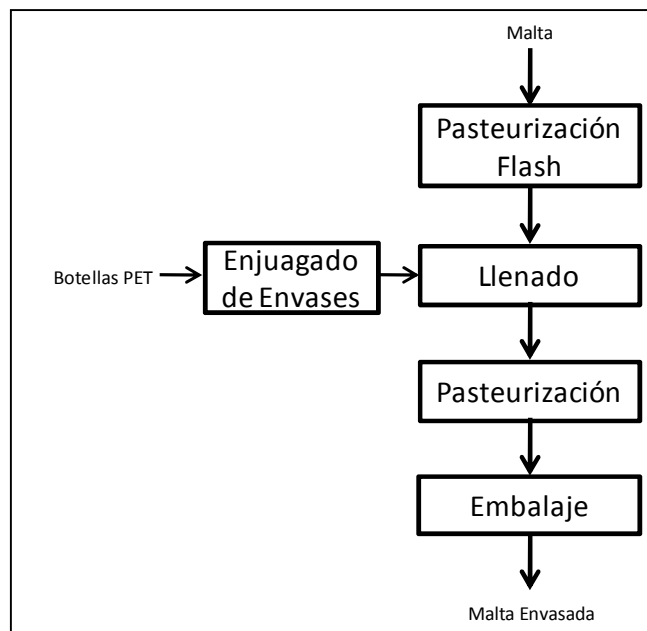 Malta
Pasteurización
Flash
Botellas PET
Enjuagado
de Envases
Llenado
Pasteurización
Embalaje
Malta Envasada